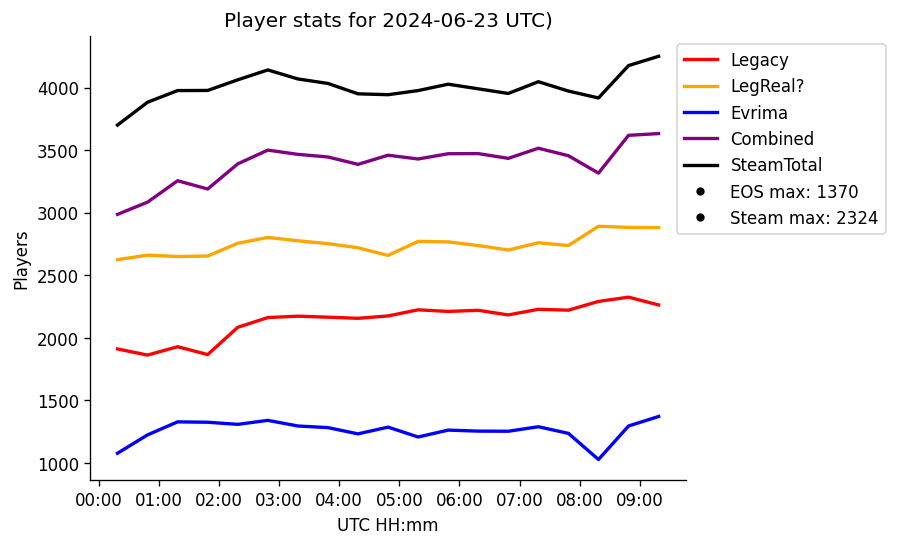 Player stats for 2024-06-23 UTC)
Legacy
LegReal?
Evrima
Combined
SteamTotal
EOS max: 1370
Steam max: 2324
Players
4000
3500
3000
2500
2000
1500
1000
00:00 01:00 02:00 03:00 04:00 05:00 06:00 07:00 08:00 09:00
UTC HH:mm